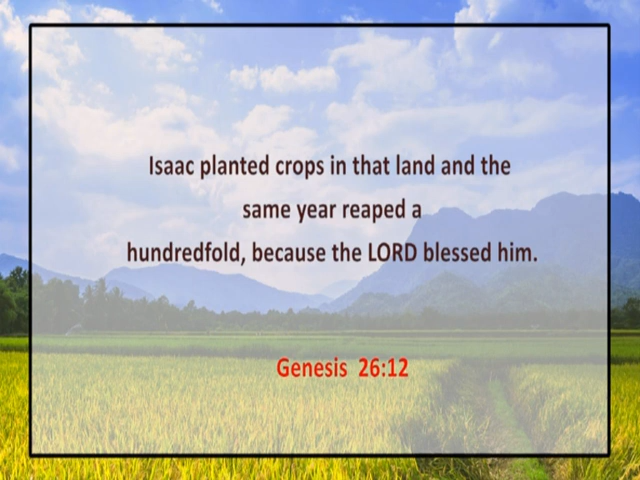 Isaac planted crops in that land and the
same year reaped a
hundredfold, because the LORD blessed him.
Genesis 26:12